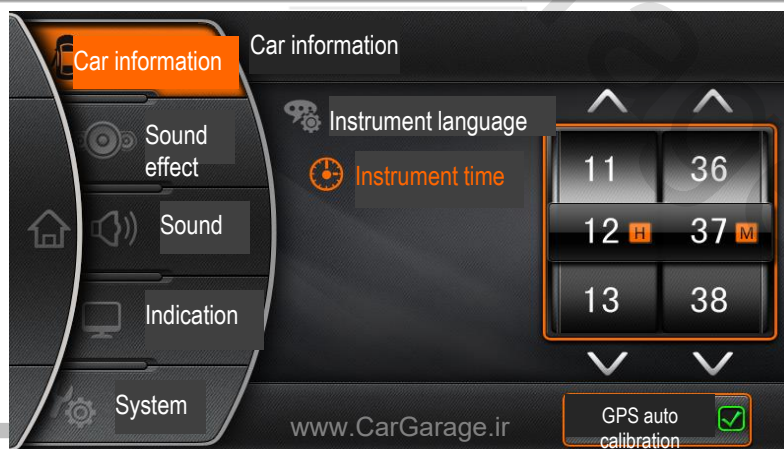 Car information
Car information
Instrument language
Instrument time
Sound
effect
Sound
Indication
System
11 36
12 H 37 M
13 38
GPS auto
calibration
www.CarGarage.ir